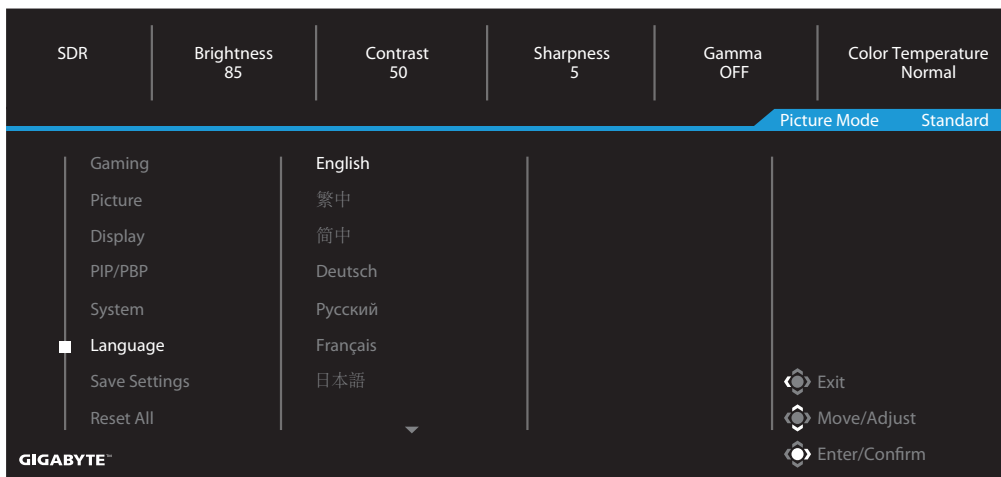 SDR
Brightness
85
Contrast
50
Sharpness
5
Gamma
OFF
Color Temperature
Normal
Picture Mode Standard
Gaming
Picture
Display
PIP/PBP
System
Language
Save Settings
Reset All
English
繁中
简中
Deutsch
Русский
Français
日本語
Exit
Move/Adjust
Enter/Confirm
GIGABYTE™